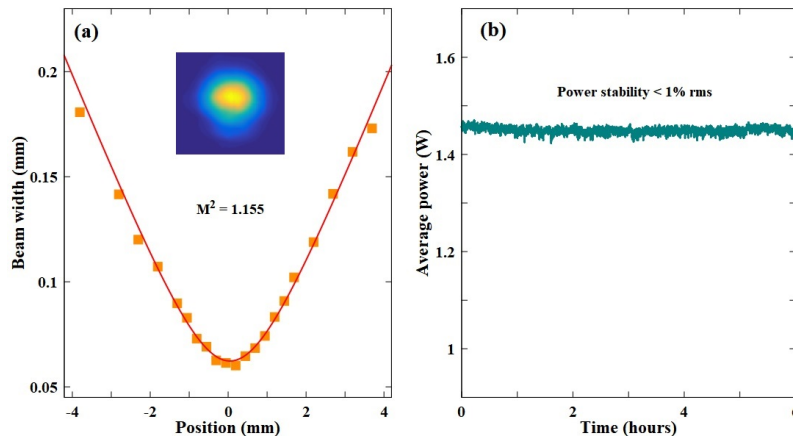 (a)
0.2
0.15
0.1
0.05
Beam width (mm)
M² = 1.155
-4
-2
0
2
4
Position (mm)
(b)
1.6
1.4
1.2
1
Average power (W)
Power stability < 1% rms
0
2
4
6
Time (hours)